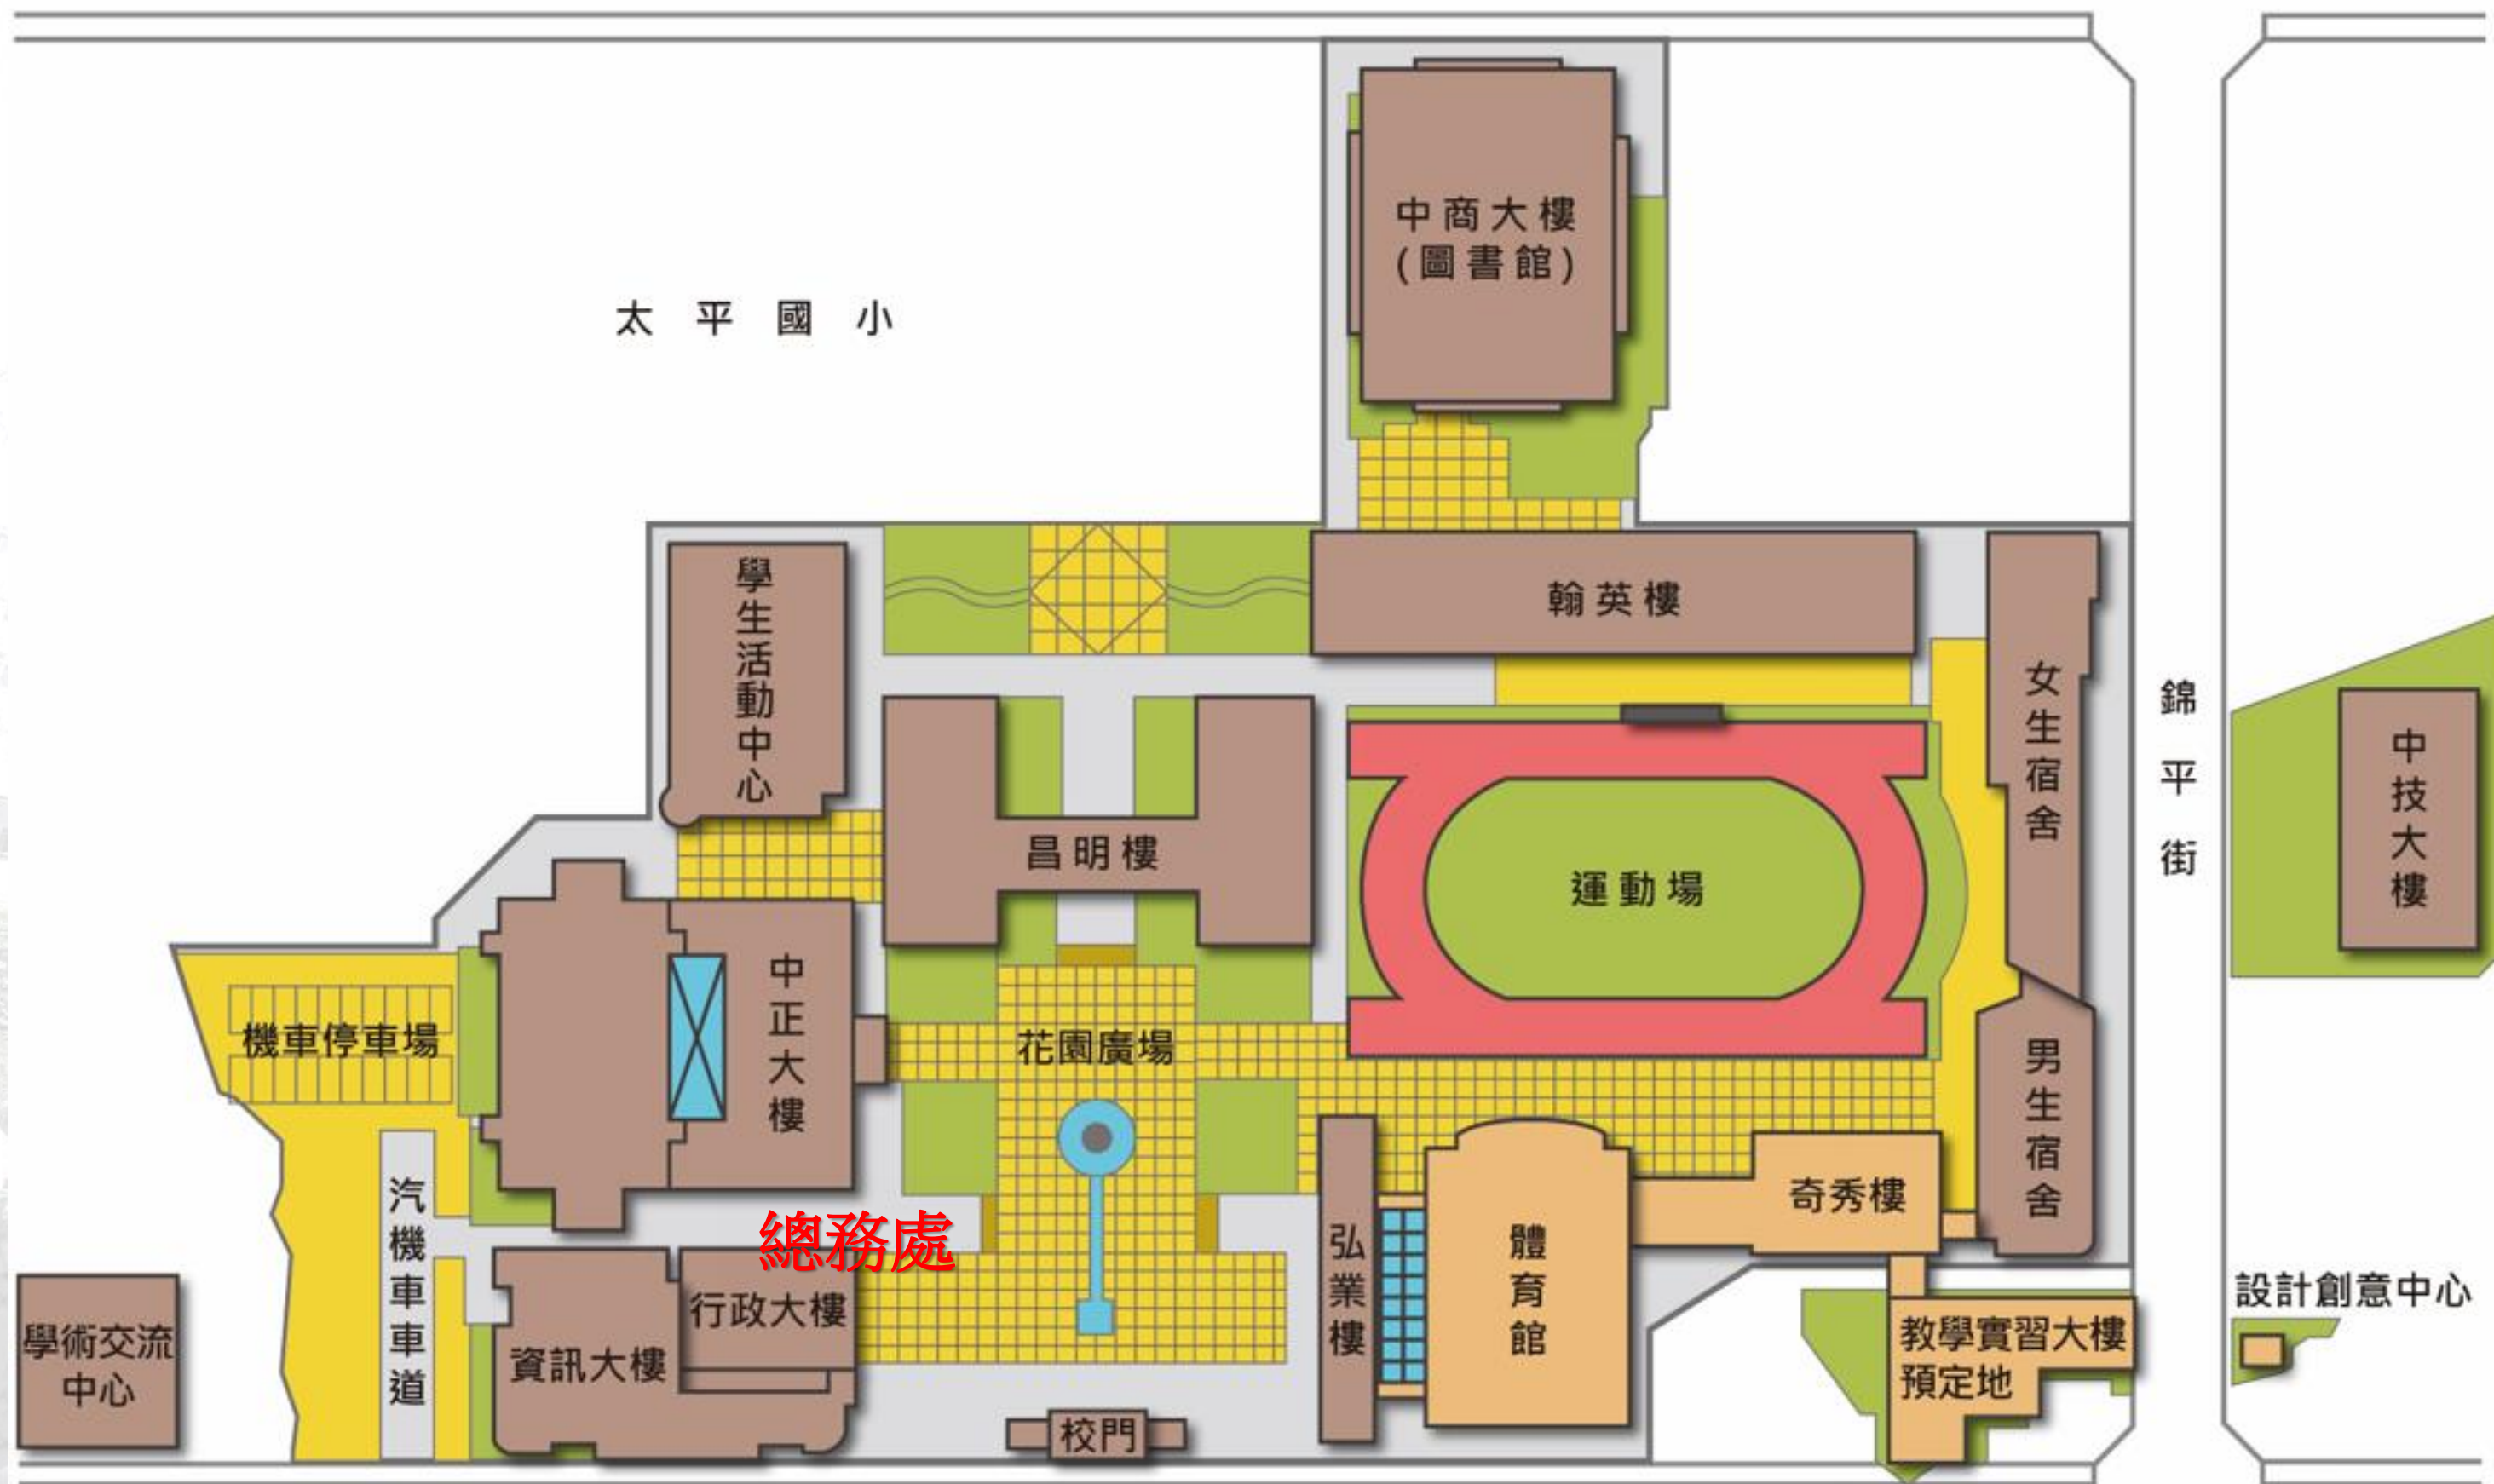 中商大樓
(圖書館)
太平國小
學生活動中心
翰英樓
女生宿舍
錦平街
中技大樓
昌明樓
運動場
中正大樓
機車停車場
花園廣場
男生宿舍
汽機車車道
總務處
奇秀樓
弘業樓
體育館
行政大樓
資訊大樓
學術交流
中心
設計創意中心
教學實習大樓
預定地
校門